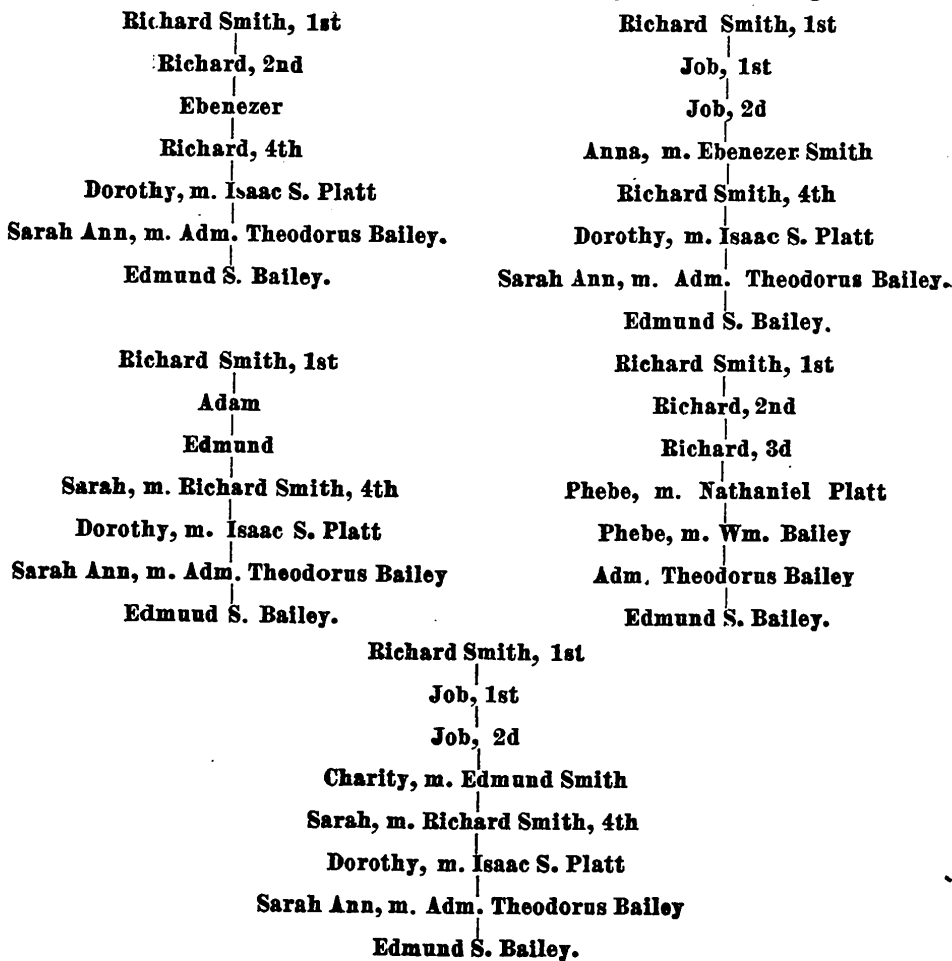 Richard Smith, 1st
Richard, 2nd
Ebenezer
Richard, 4th
Dorothy, m. Isaac S. Platt
Sarah Ann, m. Adm. Theodorus Bailey.
Edmund S. Bailey.
Richard Smith, 1st
Job, 1st
Job, 2d
Anna, m. Ebenezer Smith
Richard Smith, 4th
Dorothy, m. Isaac S. Platt
Sarah Ann, m. Adm. Theodorus Bailey.
Edmund S. Bailey.
Richard Smith, 1st
Adam
Edmund
Sarah, m. Richard Smith, 4th
Dorothy, m. Isaac S. Platt
Sarah Ann, m. Adm. Theodorus Bailey
Edmund S. Bailey.
Richard Smith, 1st
Richard, 2nd
Richard, 3d
Phebe, m. Nathaniel Platt
Phebe, m. Wm. Bailey
Adm. Theodorus Bailey
Edmund S. Bailey.
Richard Smith, 1st
Job, 1st
Job, 2d
Charity, m. Edmund Smith
Sarah, m. Richard Smith, 4th
Dorothy, m. Isaac S. Platt
Sarah Ann, m. Adm. Theodorus Bailey
Edmund S. Bailey.